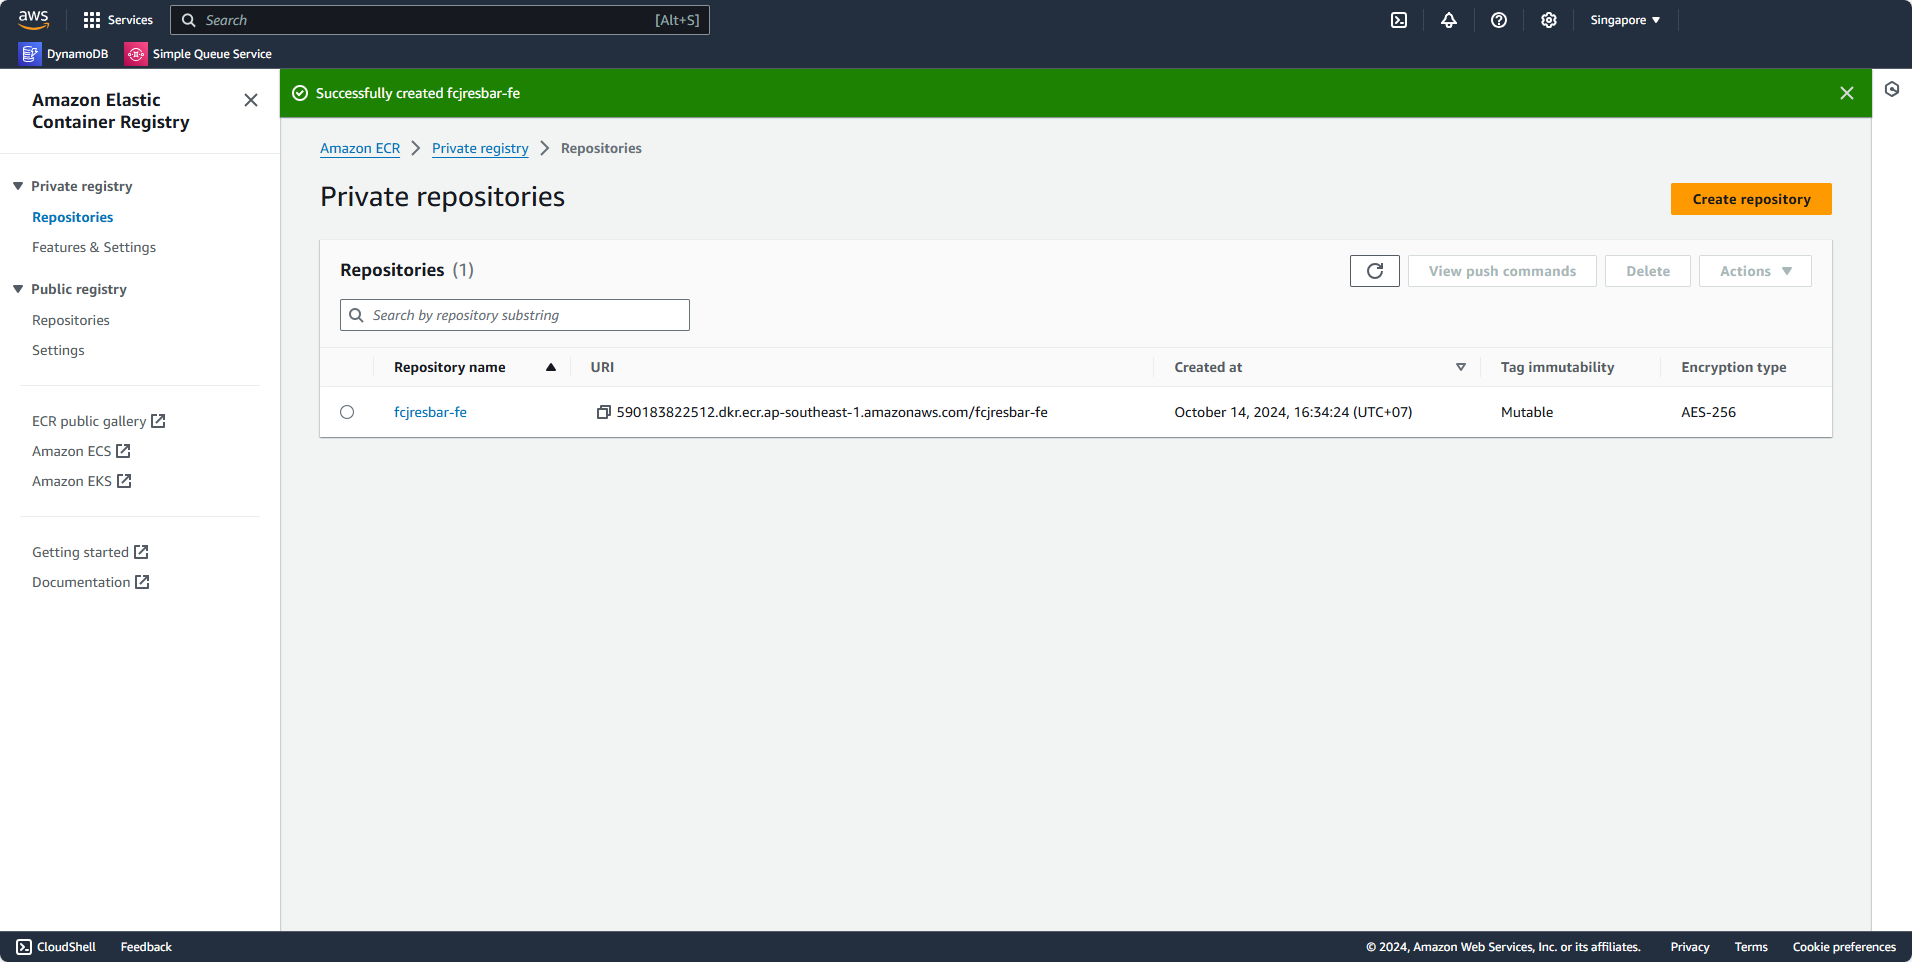 aws
Services
Search
[Alt+S]
Singapore
DynamoDB
Simple Queue Service
Amazon Elastic
Container Registry
Private registry
Repositories
Features & Settings
Public registry
Repositories
Settings
ECR public gallery
Amazon ECS
Amazon EKS
Getting started
Documentation
Successfully created fcjresbar-fe
Amazon ECR
Private registry
Repositories
Private repositories
Create repository
Repositories (1)
View push commands
Delete
Actions
Search by repository substring
Repository name
URI
Created at
Tag immutability
Encryption type
fcjresbar-fe
590183822512.dkr.ecr.ap-southeast-1.amazonaws.com/fcjresbar-fe
October 14, 2024, 16:34:24 (UTC+07)
Mutable
AES-256
CloudShell
Feedback
© 2024, Amazon Web Services, Inc. or its affiliates.
Privacy
Terms
Cookie preferences